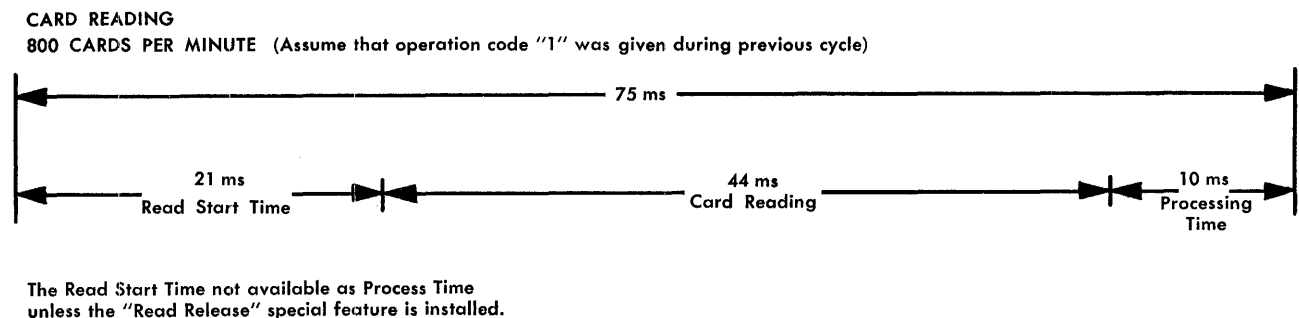 CARD READING
800 CARDS PER MINUTE (Assume that operation code "1" was given during previous cycle)
75 ms
21 ms
Read Start Time
44 ms
Card Reading
10 ms
Processing
Time
The Read Start Time not available as Process Time
unless the "Read Release" special feature is installed.